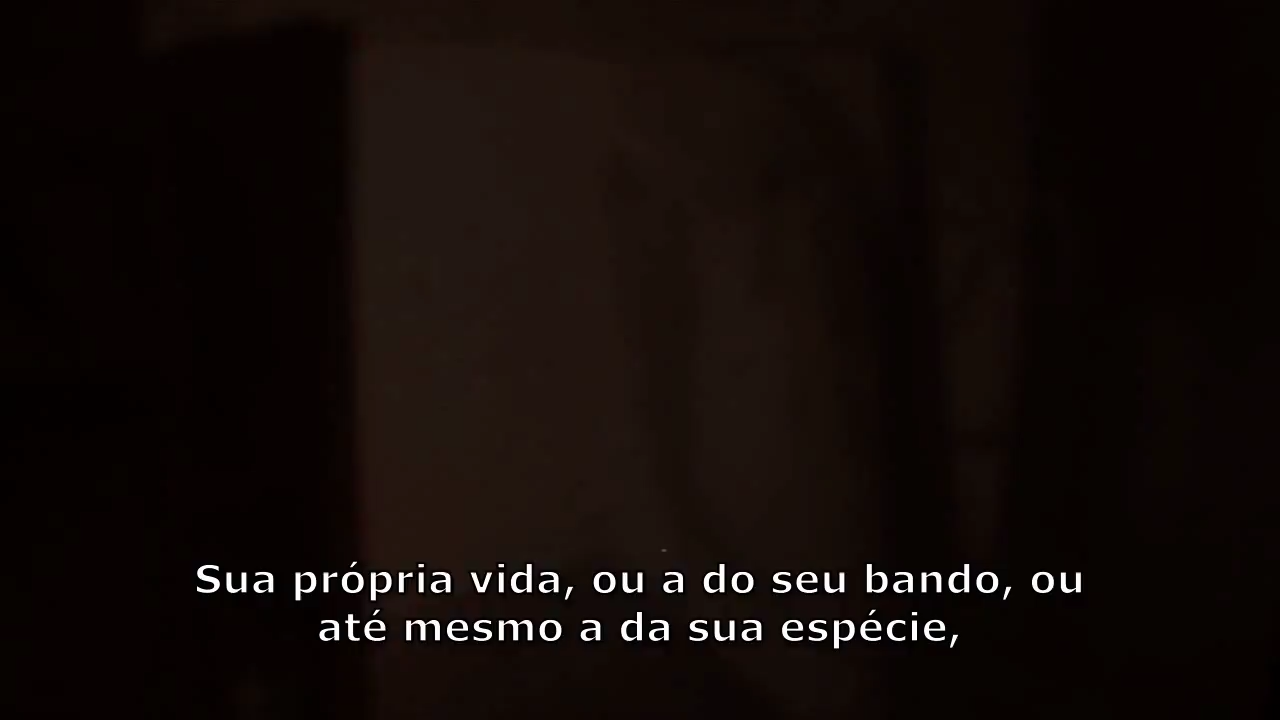 Sua própria vida, ou a do seu bando, ou
até mesmo a da sua espécie,